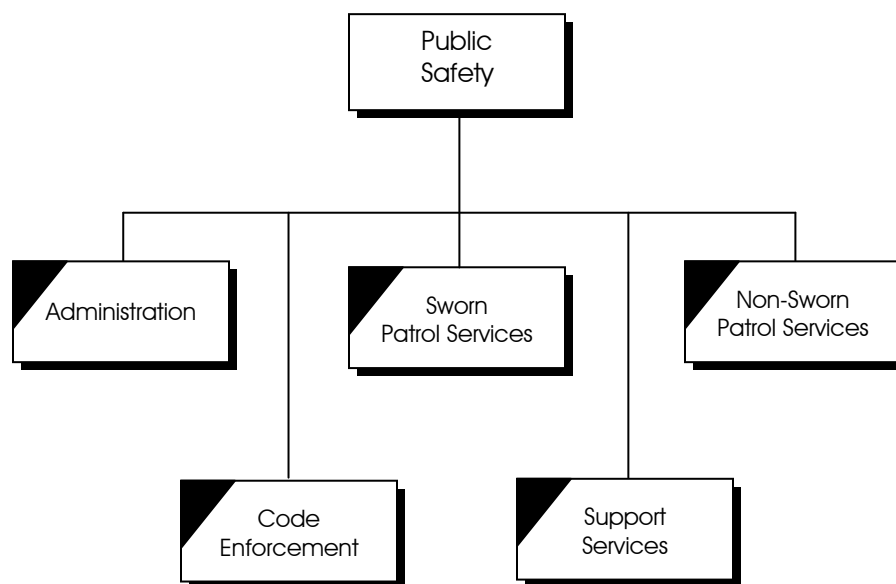 Public
Safety
Administration
Sworn
Patrol Services
Non-Sworn
Patrol Services
Code
Enforcement
Support
Services